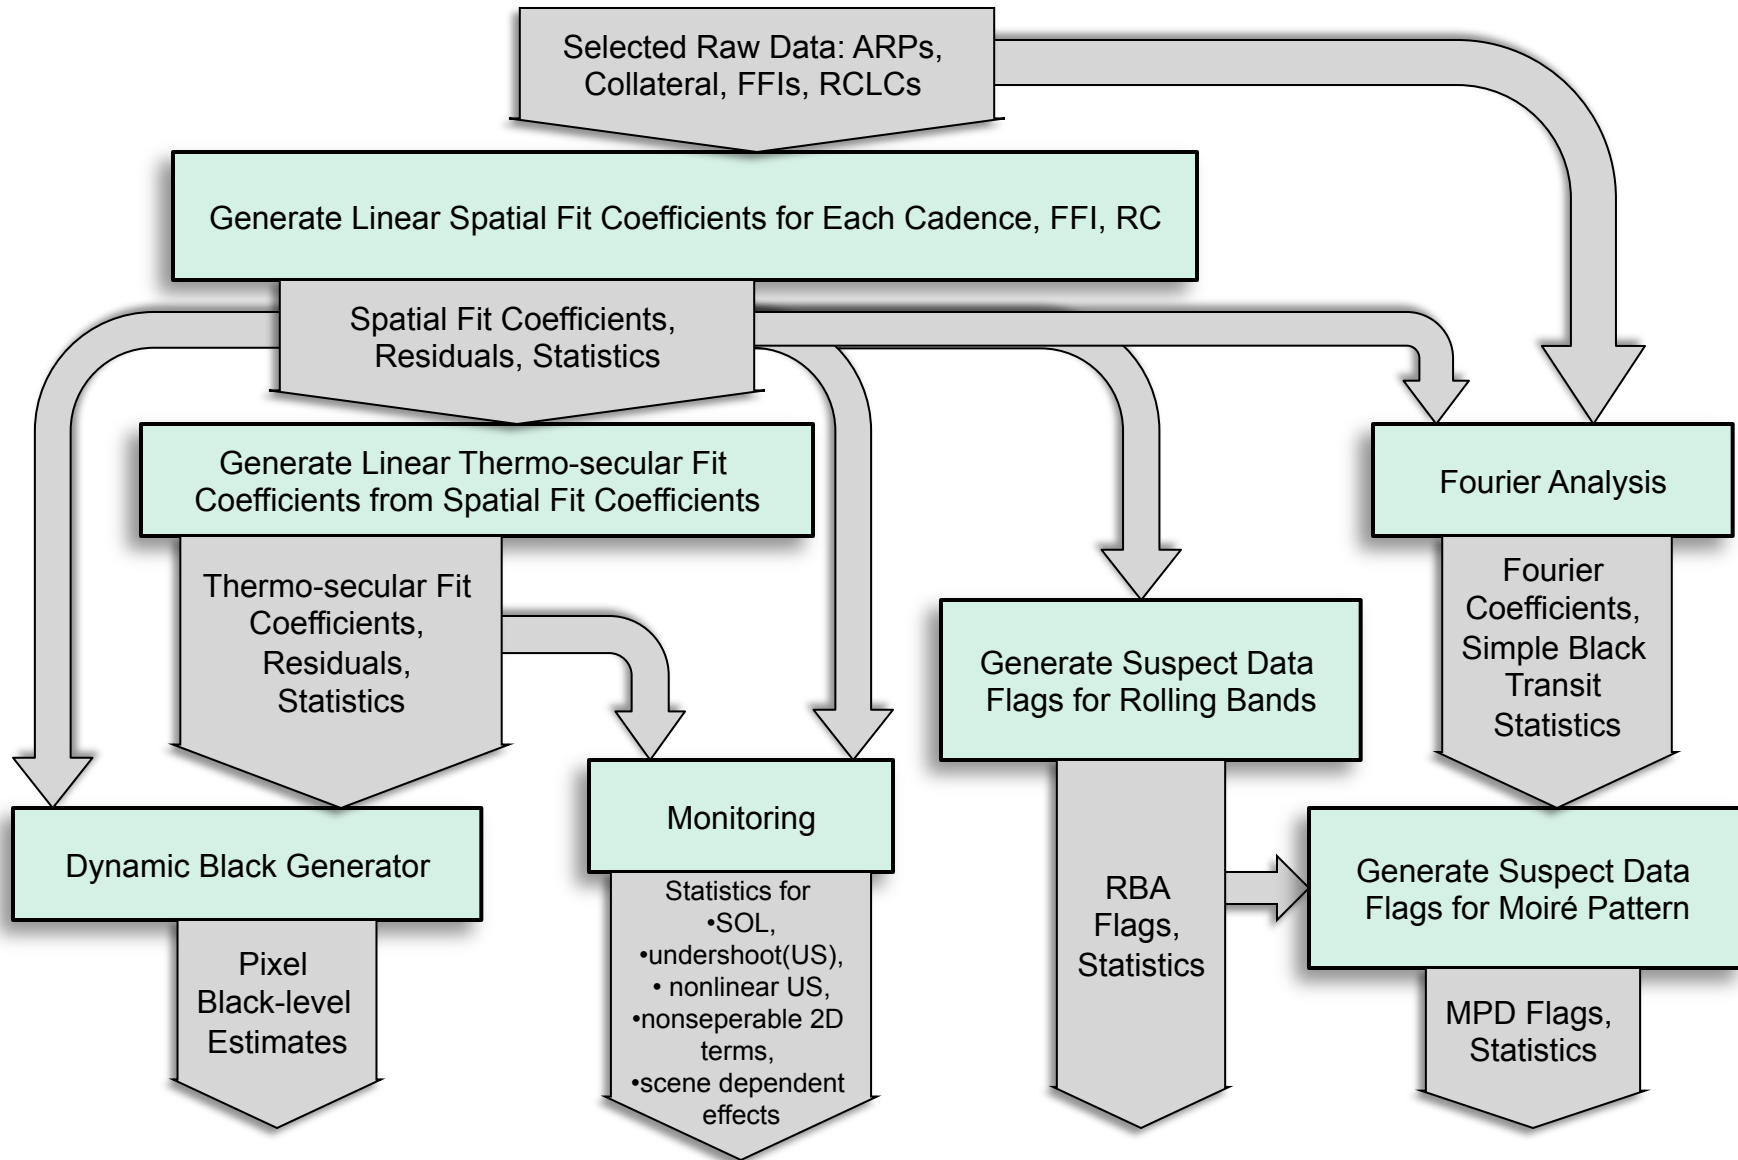 Selected Raw Data: ARPs,
Collateral, FFIs, RCLCs
Generate Linear Spatial Fit Coefficients for Each Cadence, FFI, RC
Spatial Fit Coefficients,
Residuals, Statistics
Generate Linear Thermo-secular Fit
Coefficients from Spatial Fit Coefficients
Fourier Analysis
Thermo-secular Fit
Coefficients,
Residuals,
Statistics
Generate Suspect Data
Flags for Rolling Bands
Fourier
Coefficients,
Simple Black
Transit
Statistics
Dynamic Black Generator
Monitoring
Generate Suspect Data
Flags for Moiré Pattern
Pixel
Black-level
Estimates
Statistics for
•SOL,
•undershoot(US),
• nonlinear US,
•nonseperable 2D
terms,
•scene dependent
effects
RBA
Flags,
Statistics
MPD Flags,
Statistics